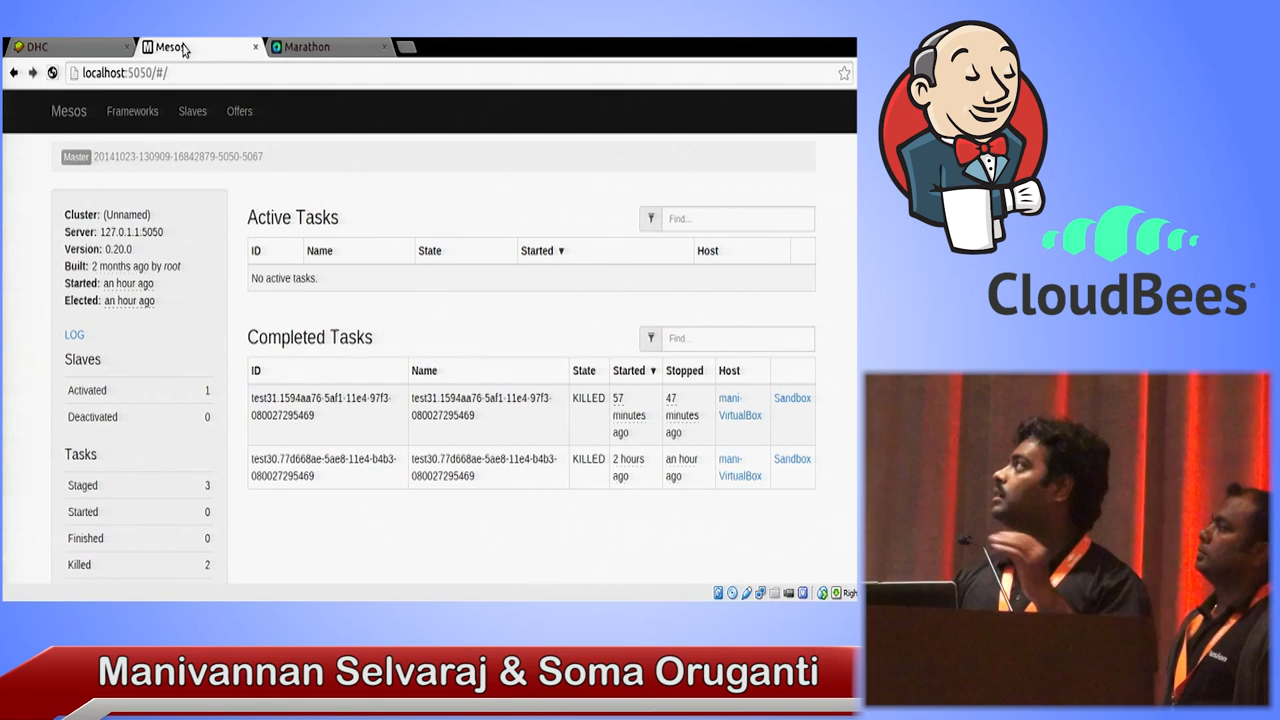 DHC
Mesos
Marathon
localhost:5050/#/
Mesos Frameworks Slaves Offers
Master 20141023-130909-16842879-5050-5067
Cluster: (Unnamed)
Server: 127.0.1.1:5050
Version: 0.20.0
Built: 2 months ago by root
Started: an hour ago
Elected: an hour ago
LOG
Slaves
Activated 1
Deactivated 0
Tasks
Staged 3
Started 0
Finished 0
Killed 2
Active Tasks
Find...
ID Name State Started ▼ Host
No active tasks.
Completed Tasks
Find...
ID Name State Started ▼ Stopped Host
test31.1594aa76-5af1-11e4-97f3-080027295469 test31.1594aa76-5af1-11e4-97f3-080027295469 KILLED 57 minutes ago 47 minutes ago mani-VirtualBox Sandbox
test30.77d668ae-5ae8-11e4-b4b3-080027295469 test30.77d668ae-5ae8-11e4-b4b3-080027295469 KILLED 2 hours ago an hour ago mani-VirtualBox Sandbox
Righ
CloudBees
Manivannan Selvaraj & Soma Oruganti